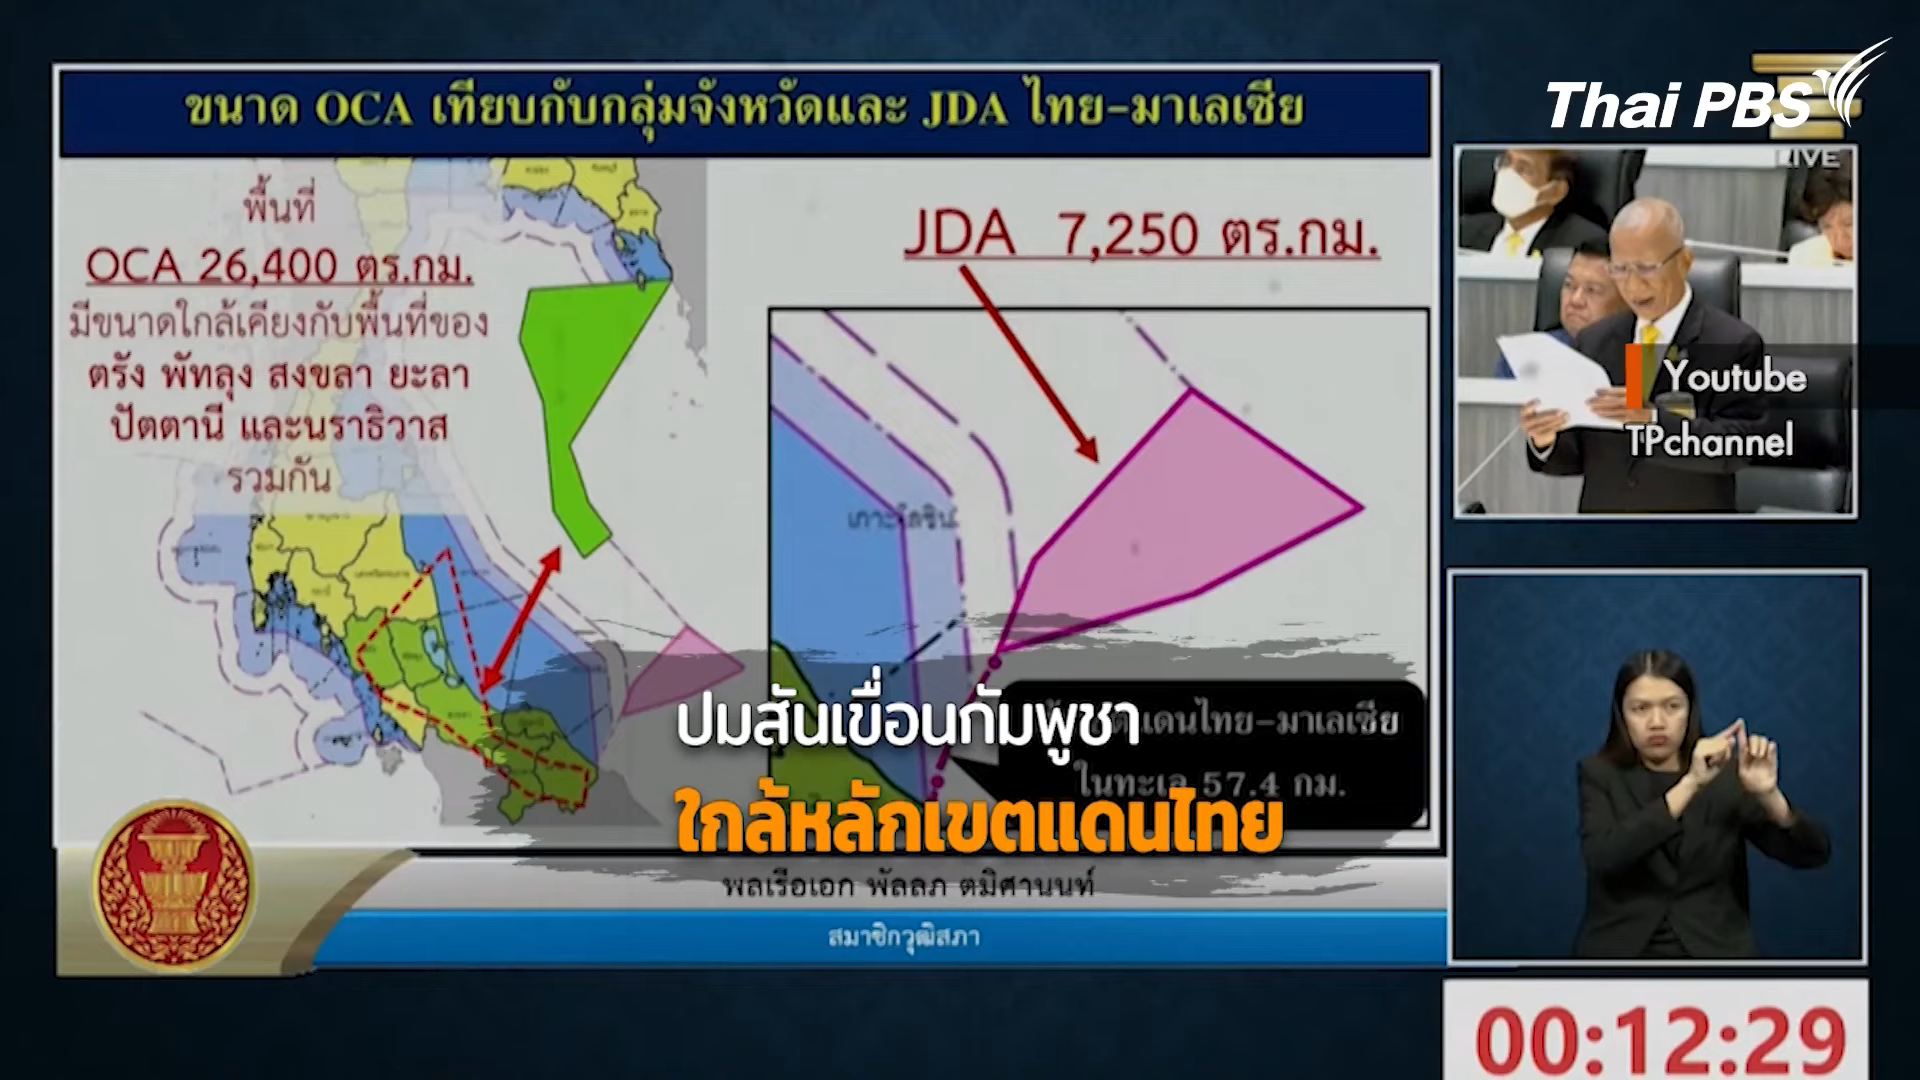 ขนาด OCA เทียบกับกลุ่มจังหวัดและ JDA ไทย-มาเลเซีย
Thai PBS
LIVE
พื้นที่
OCA 26,400 ตร.กม.
มีขนาดใกล้เคียงกับพื้นที่ของ
ตรัง พัทลุง สงขลา ยะลา
ปัตตานี และนราธิวาส
รวมกัน
JDA 7,250 ตร.กม.
เกาะโลซิน
Youtube
TPchannel
แดนไทย-มาเลเซีย
ในทะเล 57.4 กม.
ปมสันเขื่อนกัมพูชา
ใกล้หลักเขตแดนไทย
พลเรือเอก พัลลภ ตมิศานนท์
สมาชิกวุฒิสภา
00:12:29